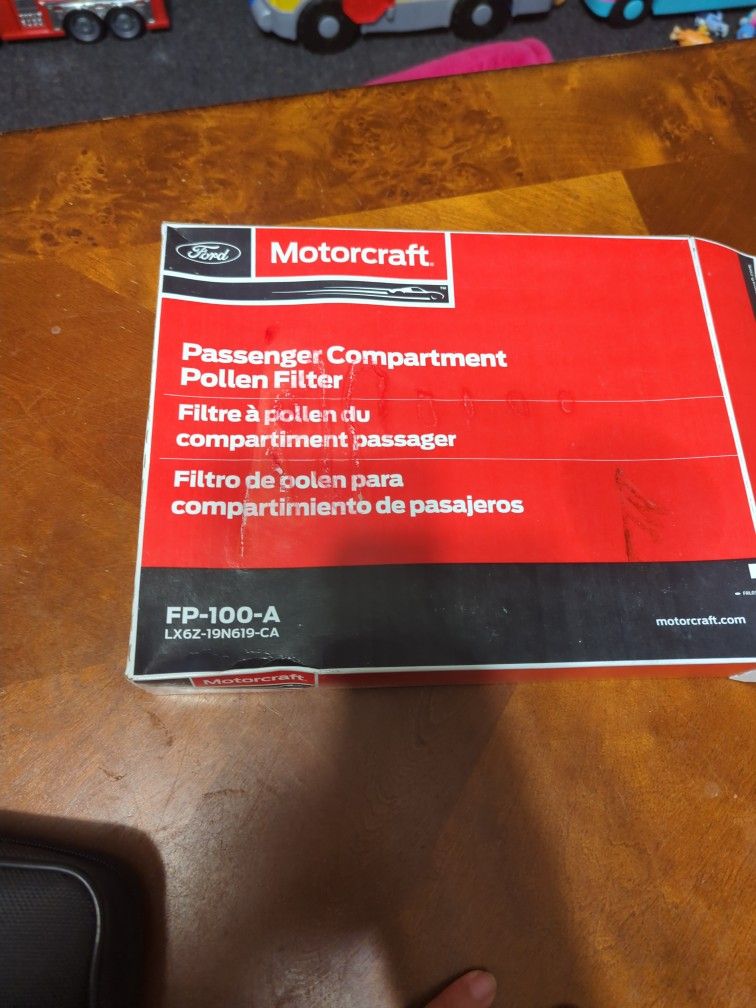 Ford
Motorcraft
Passenger Compartment
Pollen Filter
Filtre à pollen du
compartiment passager
Filtro de polen para
compartimiento de pasajeros
FP-100-A
LX6Z-19N619-CA
motorcraft.com
Motorcraft